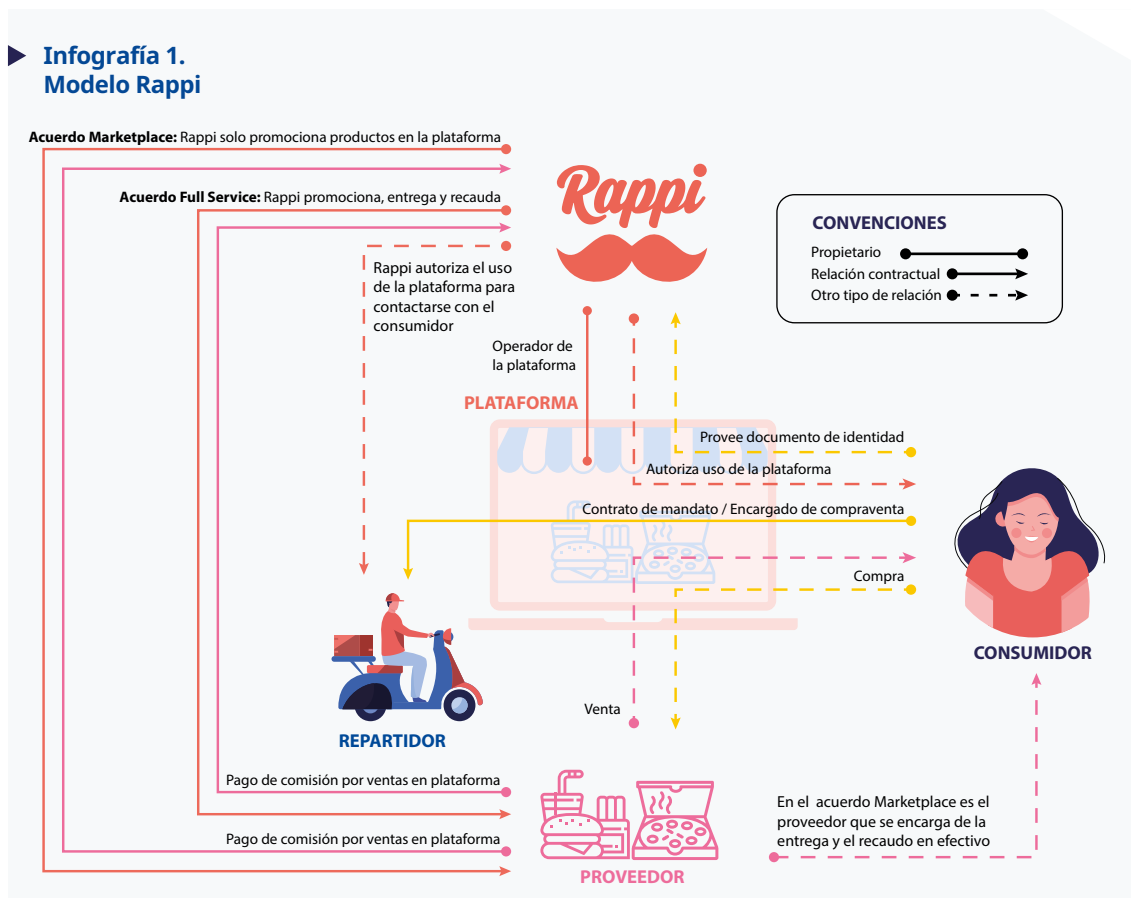 Infografía 1.
Modelo Rappi
Acuerdo Marketplace: Rappi solo promociona productos en la plataforma
Acuerdo Full Service: Rappi promociona, entrega y recauda
Rappi
CONVENCIONES
Propietario
Relación contractual
Otro tipo de relación
Rappi autoriza el uso
de la plataforma para
contactarse con el
consumidor
Operador de
la plataforma
PLATAFORMA
Provee documento de identidad
Autoriza uso de la plataforma
Contrato de mandato / Encargado de compraventa
Compra
CONSUMIDOR
Venta
REPARTIDOR
Pago de comisión por ventas en plataforma
Pago de comisión por ventas en plataforma
PROVEEDOR
En el acuerdo Marketplace es el
proveedor que se encarga de la
entrega y el recaudo en efectivo